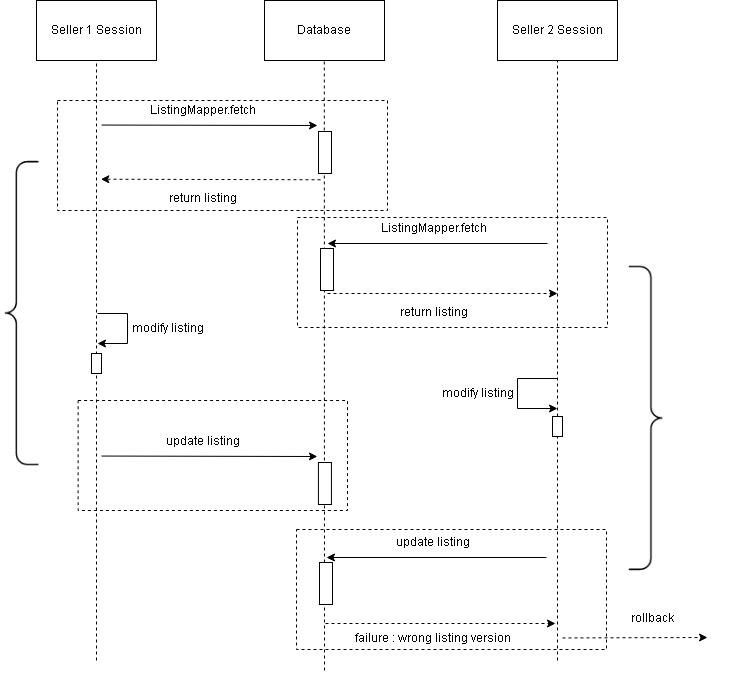 Seller 1 Session
Database
Seller 2 Session
ListingMapper.fetch
return listing
ListingMapper.fetch
return listing
modify listing
modify listing
update listing
update listing
failure : wrong listing version
rollback